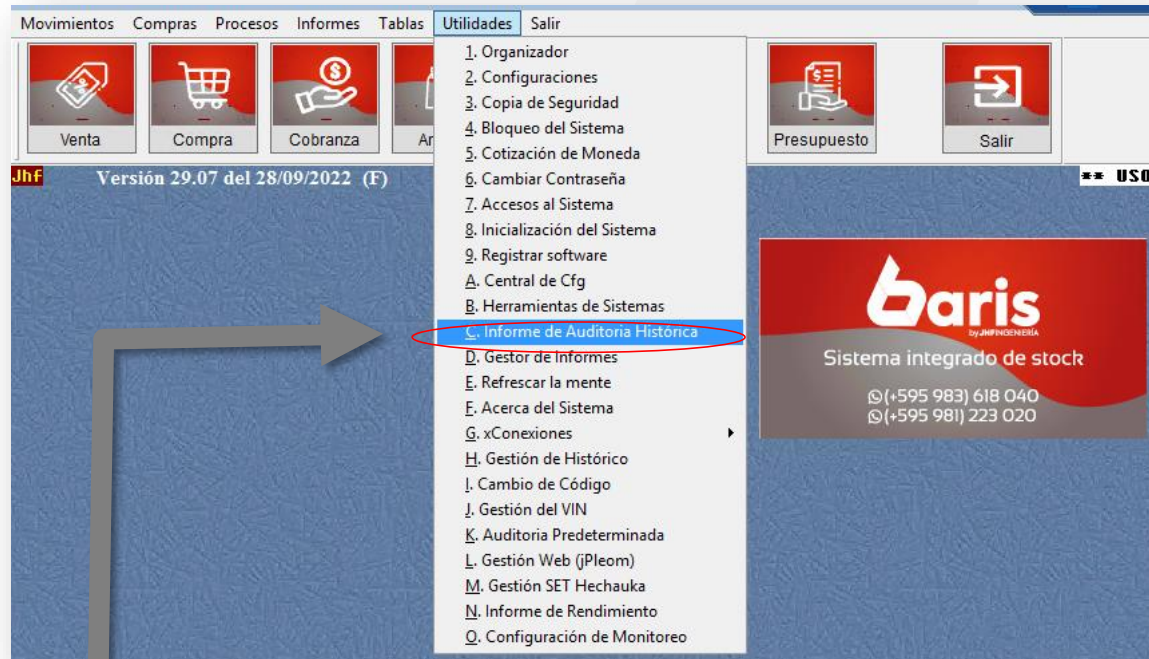 Movimientos Compras Procesos Informes Tablas Utilidades Salir
Venta
Compra
Cobranza
Ar
Presupuesto
Salir
Jhf
Versión 29.07 del 28/09/2022 (F)
** USO
1. Organizador
2. Configuraciones
3. Copia de Seguridad
4. Bloqueo del Sistema
5. Cotización de Moneda
6. Cambiar Contraseña
7. Accesos al Sistema
8. Inicialización del Sistema
9. Registrar software
A. Central de Cfg
B. Herramientas de Sistemas
C. Informe de Auditoria Histórica
D. Gestor de Informes
E. Refrescar la mente
F. Acerca del Sistema
G. xConexiones
H. Gestión de Histórico
I. Cambio de Código
J. Gestión del VIN
K. Auditoria Predeterminada
L. Gestión Web (jPleom)
M. Gestión SET Hechauka
N. Informe de Rendimiento
O. Configuración de Monitoreo
baris
by JHF INGENIERÍA
Sistema integrado de stock
(+595 983) 618 040
(+595 981) 223 020